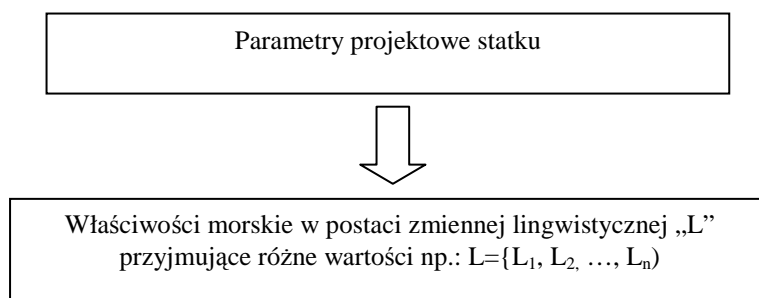 Parametry projektowe statku
Właściwości morskie w postaci zmiennej lingwistycznej „L”
przyjmujące różne wartości np.: L={L₁, L₂, …, Lₙ)